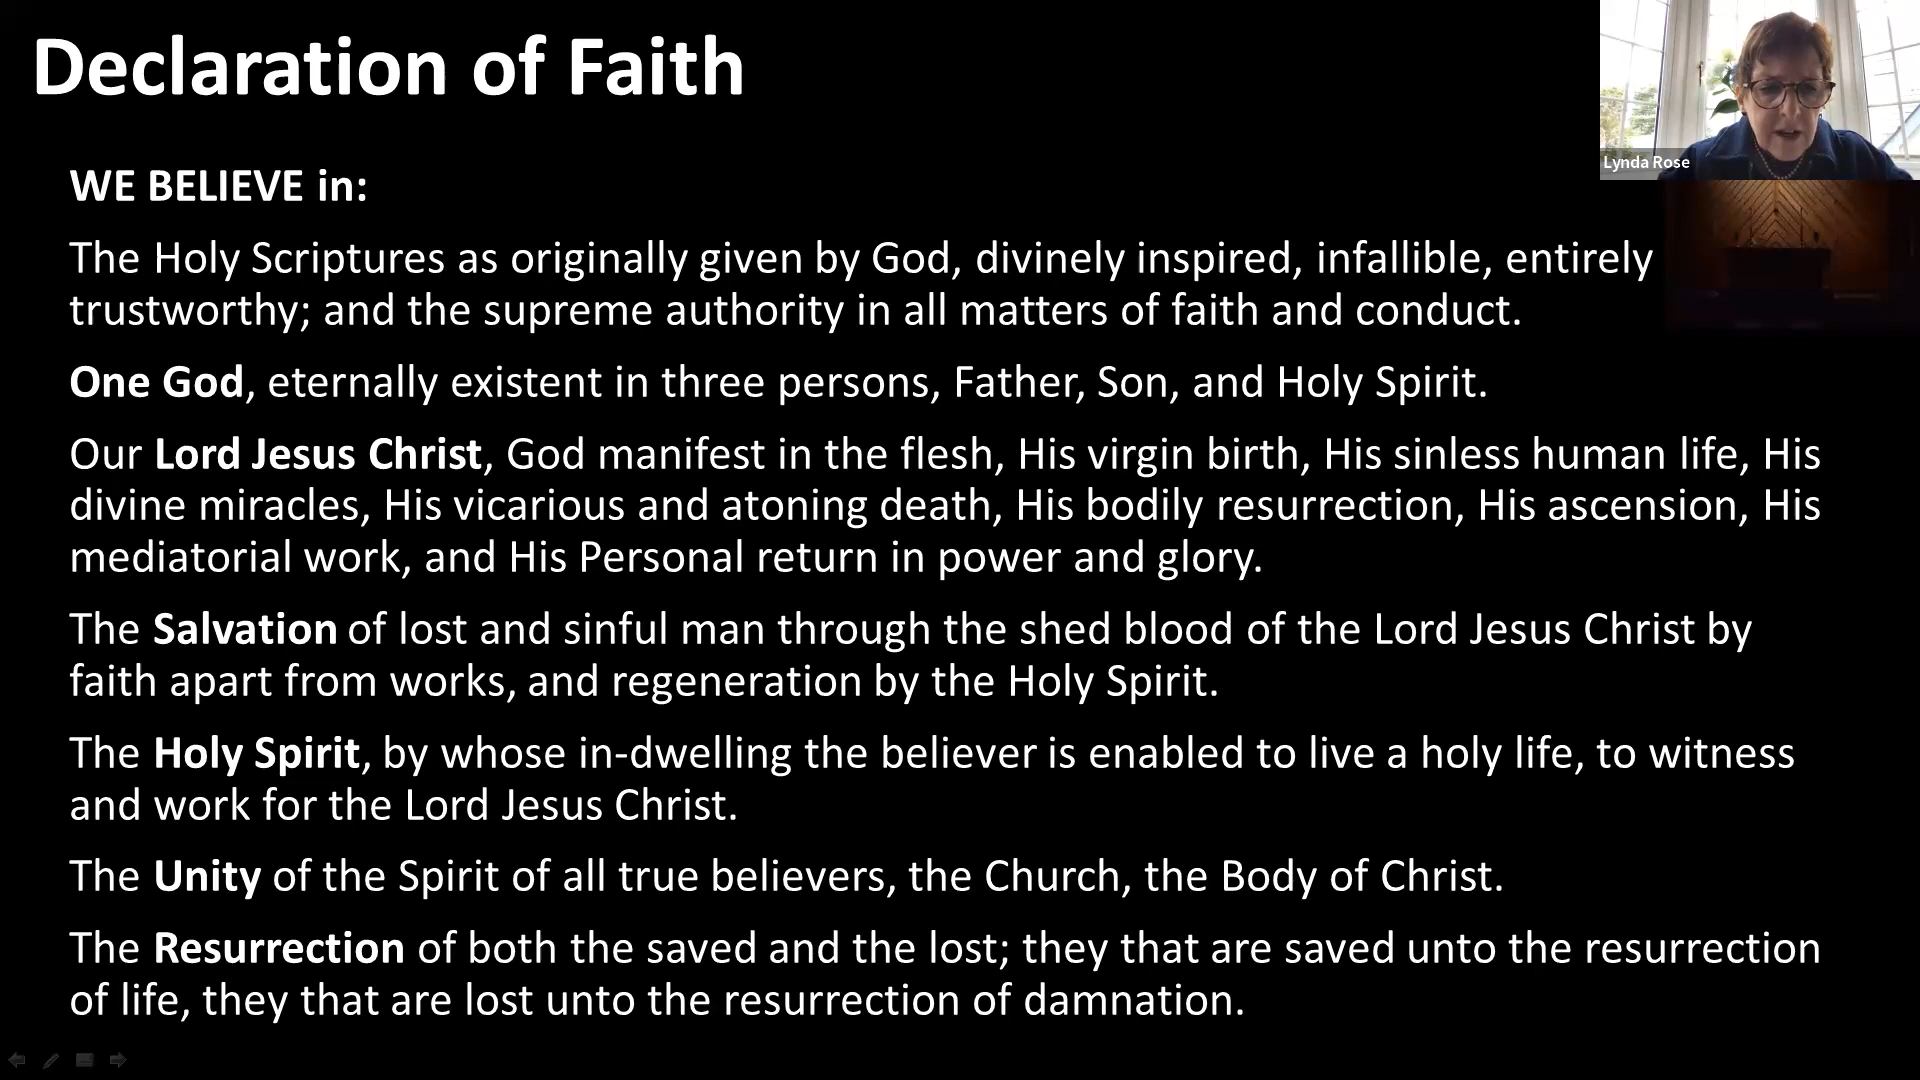 Declaration of Faith
Lynda Rose
WE BELIEVE in:
The Holy Scriptures as originally given by God, divinely inspired, infallible, entirely
trustworthy; and the supreme authority in all matters of faith and conduct.
One God, eternally existent in three persons, Father, Son, and Holy Spirit.
Our Lord Jesus Christ, God manifest in the flesh, His virgin birth, His sinless human life, His
divine miracles, His vicarious and atoning death, His bodily resurrection, His ascension, His
mediatorial work, and His Personal return in power and glory.
The Salvation of lost and sinful man through the shed blood of the Lord Jesus Christ by
faith apart from works, and regeneration by the Holy Spirit.
The Holy Spirit, by whose in-dwelling the believer is enabled to live a holy life, to witness
and work for the Lord Jesus Christ.
The Unity of the Spirit of all true believers, the Church, the Body of Christ.
The Resurrection of both the saved and the lost; they that are saved unto the resurrection
of life, they that are lost unto the resurrection of damnation.